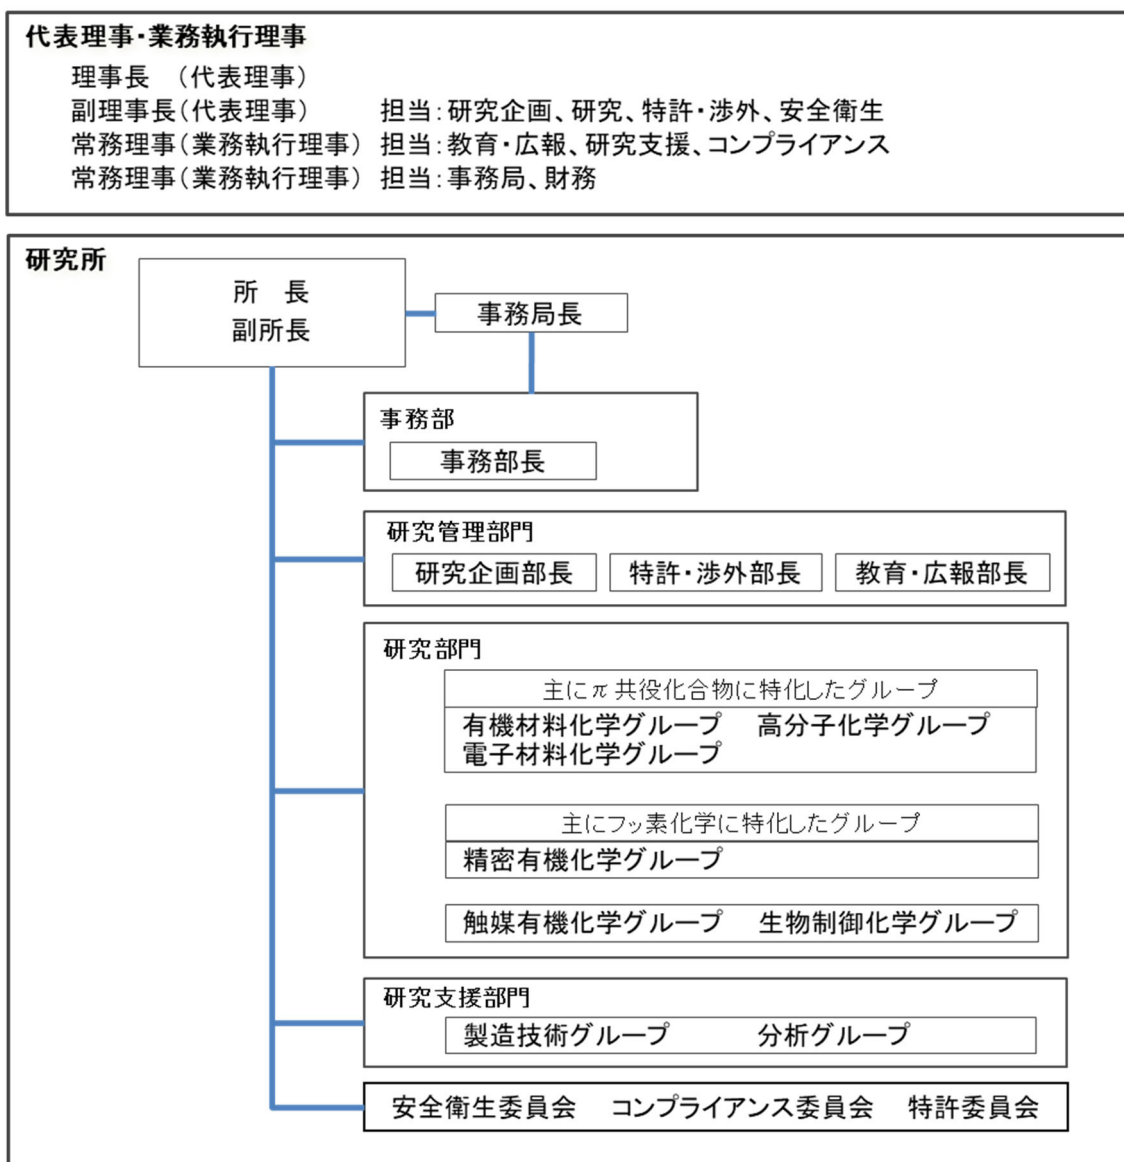 代表理事・業務執行理事
理事長　（代表理事）
副理事長（代表理事）　担当：研究企画、研究、特許・渉外、安全衛生
常務理事（業務執行理事）　担当：教育・広報、研究支援、コンプライアンス
常務理事（業務執行理事）　担当：事務局、財務
研究所
所　長
副所長
事務局長
事務部
事務部長
研究管理部門
研究企画部長　特許・渉外部長　教育・広報部長
研究部門
主にπ共役化合物に特化したグループ
有機材料化学グループ　高分子化学グループ
電子材料化学グループ
主にフッ素化学に特化したグループ
精密有機化学グループ
触媒有機化学グループ　生物制御化学グループ
研究支援部門
製造技術グループ　分析グループ
安全衛生委員会　コンプライアンス委員会　特許委員会